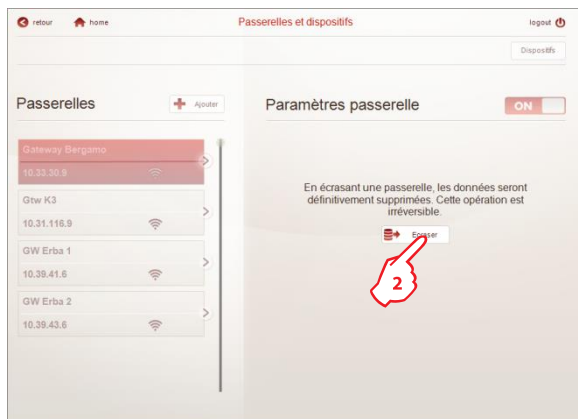 retour
home
Passerelles et dispositifs
logout
Dispositifs
Passerelles
Ajouter
Paramètres passerelle
ON
Gateway Bergamo
10.33.30.9
Gtw K3
10.31.116.9
GW Erba 1
10.39.41.6
GW Erba 2
10.39.43.6
En écrasant une passerelle, les données seront
définitivement supprimées. Cette opération est
irréversible.
Ecraser
2